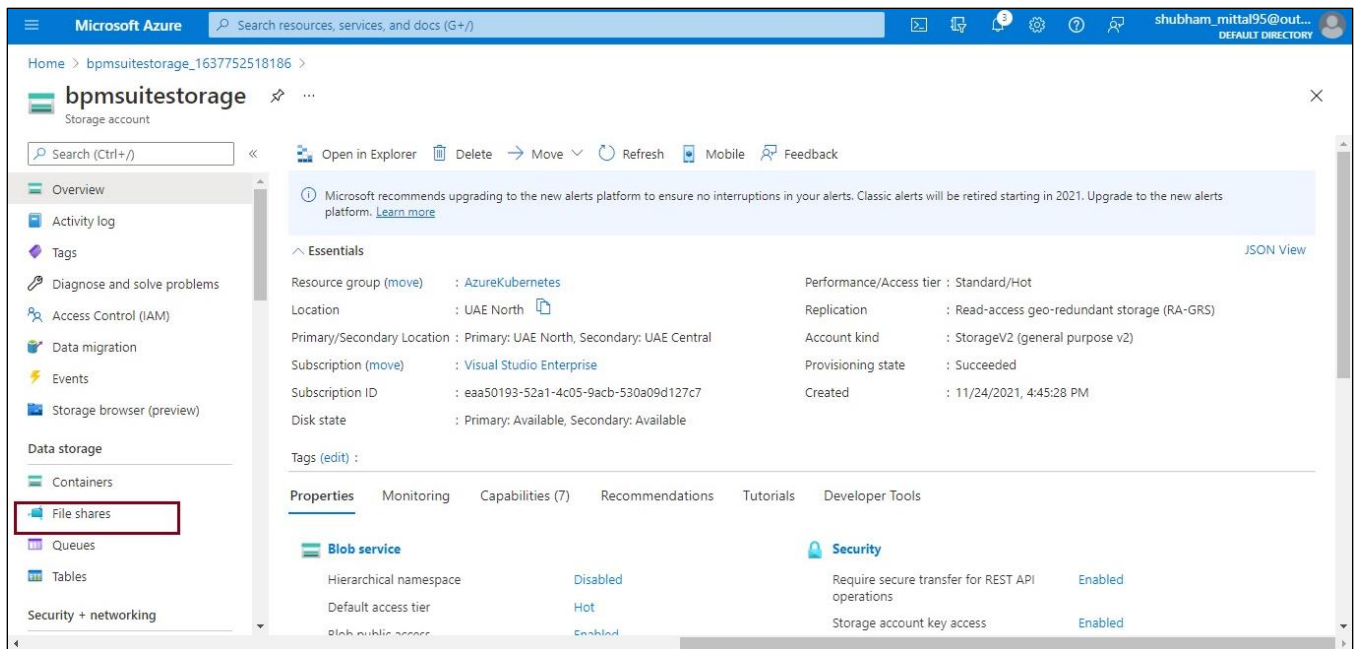 Microsoft Azure
Search resources, services, and docs (G+/)
3
shubham_mittal95@out...
DEFAULT DIRECTORY
Home > bpmsuitestorage_1637752518186 >
bpmsuitestorage ...
Storage account
Search (Ctrl+/) «
Overview
Activity log
Tags
Diagnose and solve problems
Access Control (IAM)
Data migration
Events
Storage browser (preview)
Data storage
Containers
File shares
Queues
Tables
Security + networking
Open in Explorer Delete Move Refresh Mobile Feedback
Microsoft recommends upgrading to the new alerts platform to ensure no interruptions in your alerts. Classic alerts will be retired starting in 2021. Upgrade to the new alerts
platform. Learn more
Essentials JSON View
Resource group (move) : AzureKubernetes
Location : UAE North
Primary/Secondary Location : Primary: UAE North, Secondary: UAE Central
Subscription (move) : Visual Studio Enterprise
Subscription ID : eaa50193-52a1-4c05-9acb-530a09d127c7
Disk state : Primary: Available, Secondary: Available
Performance/Access tier : Standard/Hot
Replication : Read-access geo-redundant storage (RA-GRS)
Account kind : StorageV2 (general purpose v2)
Provisioning state : Succeeded
Created : 11/24/2021, 4:45:28 PM
Tags (edit) :
Properties Monitoring Capabilities (7) Recommendations Tutorials Developer Tools
Blob service
Hierarchical namespace Disabled
Default access tier Hot
Blob public access Enabled
Security
Require secure transfer for REST API Enabled
operations
Storage account key access Enabled